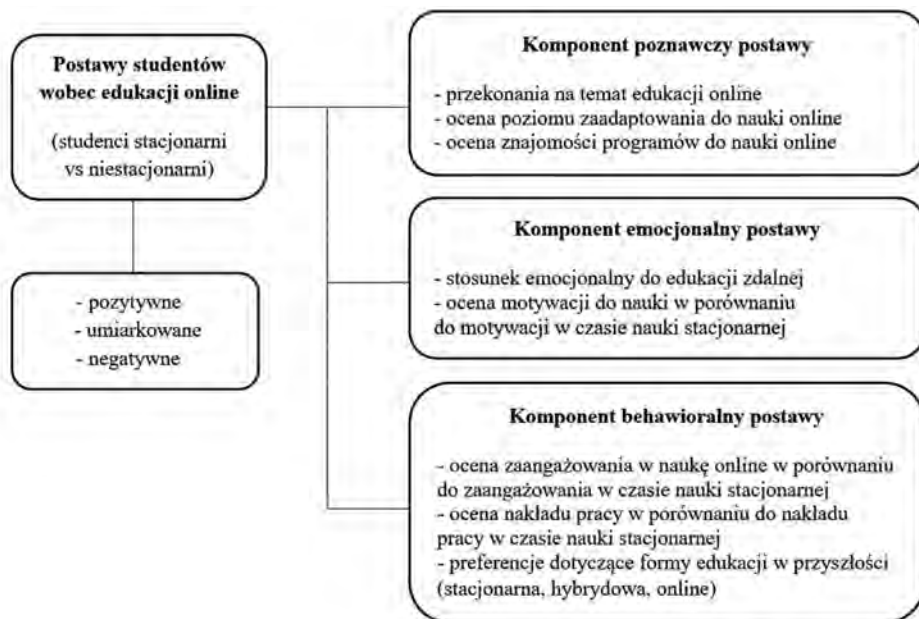 Postawy studentów
wobec edukacji online
(studenci stacjonarni
vs niestacjonarni)
- pozytywne
- umiarkowane
- negatywne
Komponent poznawczy postawy
- przekonania na temat edukacji online
- ocena poziomu zaadaptowania do nauki online
- ocena znajomości programów do nauki online
Komponent emocjonalny postawy
- stosunek emocjonalny do edukacji zdalnej
- ocena motywacji do nauki w porównaniu
do motywacji w czasie nauki stacjonarnej
Komponent behawioralny postawy
- ocena zaangażowania w naukę online w porównaniu
do zaangażowania w czasie nauki stacjonarnej
- ocena nakładu pracy w porównaniu do nakładu
pracy w czasie nauki stacjonarnej
- preferencje dotyczące formy edukacji w przyszłości
(stacjonarna, hybrydowa, online)